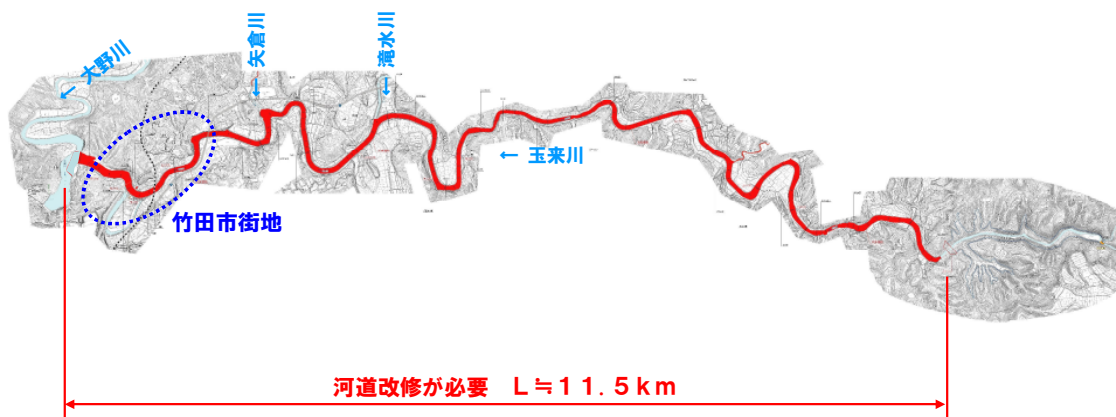 ← 大野川
← 矢倉川
← 滝水川
← 玉来川
竹田市街地
河道改修が必要 L≒11.5km